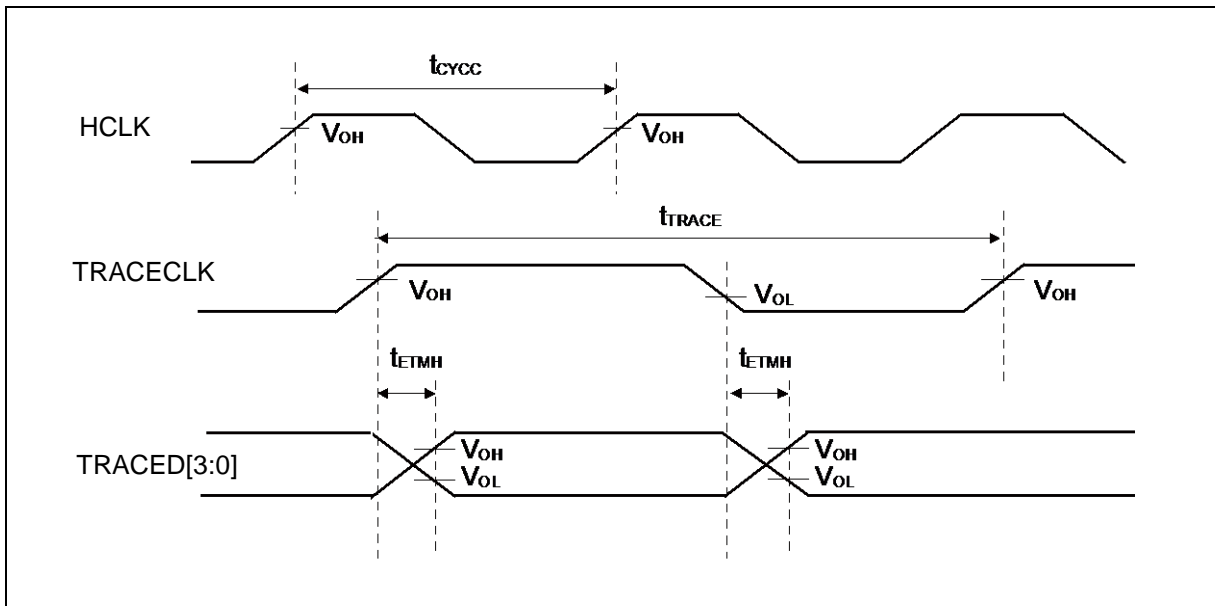 tCYCC
HCLK
VOH
VOH
tTRACE
TRACECLK
VOH
VOL
VOH
tETMH
tETMH
TRACED[3:0]
VOH
VOL
VOH
VOL